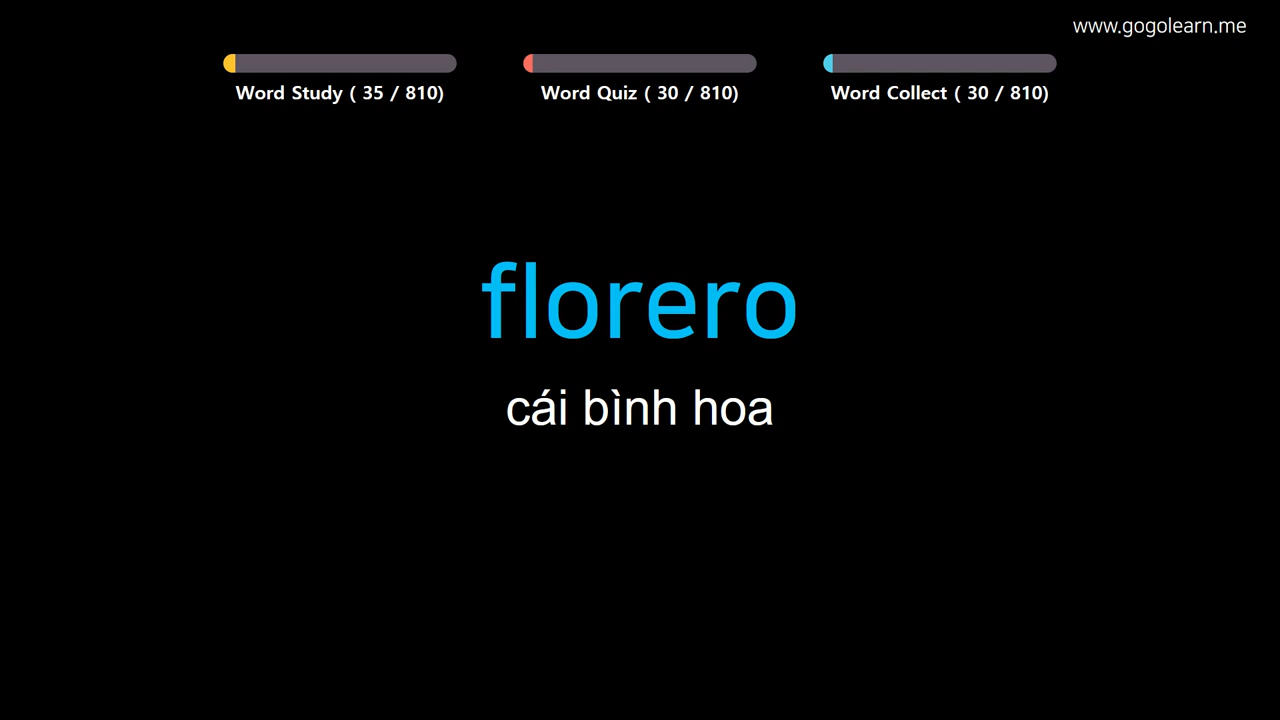 www.gogolearn.me
Word Study ( 35 / 810)
Word Quiz ( 30 / 810)
Word Collect ( 30 / 810)
florero
cái bình hoa